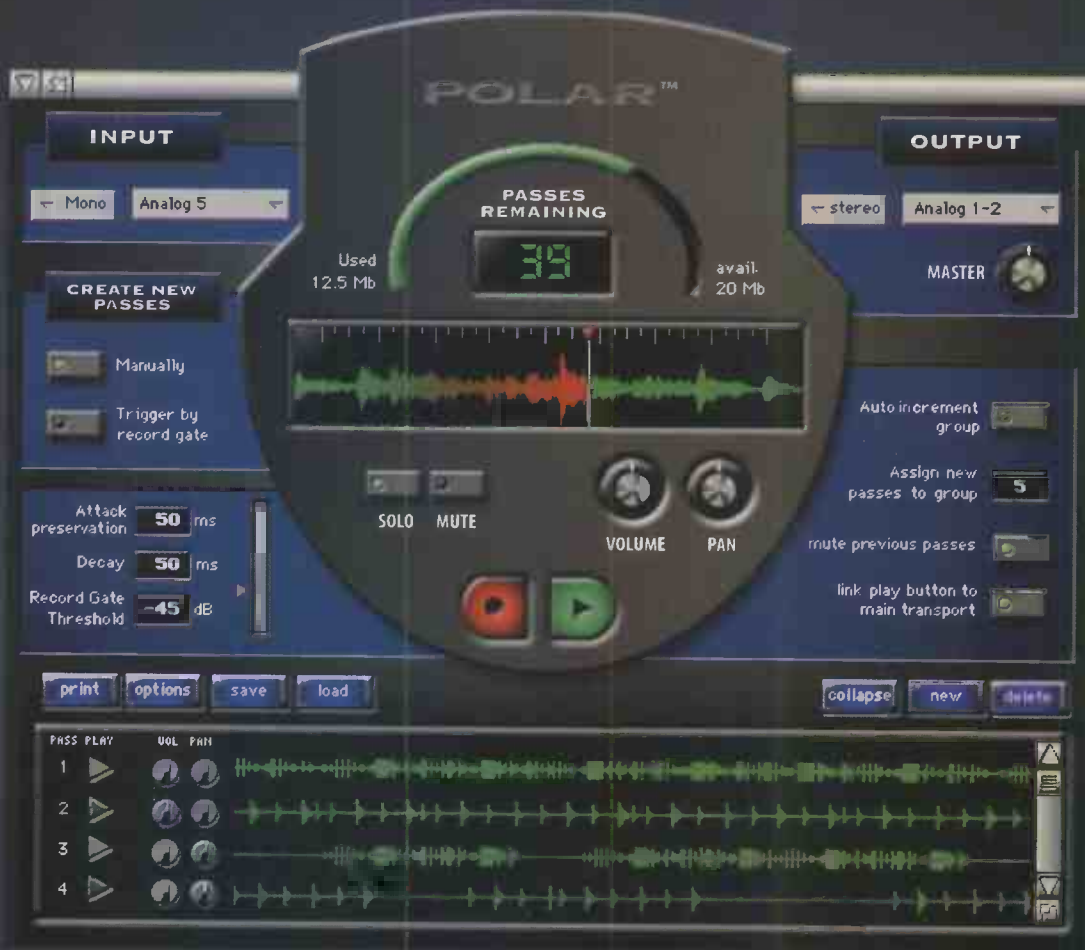 POLAR™
INPUT
Mono
Analog 5
OUTPUT
stereo
Analog 1-2
MASTER
PASSES
REMAINING
39
Used
12.5 Mb
avail.
20 Mb
CREATE NEW
PASSES
Manually
Trigger by
record gate
Attack
preservation
50 ms
Decay
50 ms
Record Gate
Threshold
-45 dB
SOLO
MUTE
VOLUME
PAN
Auto increment
group
Assign new
passes to group
5
mute previous passes
link play button to
main transport
print
options
save
load
collapse
new
delete
PASS PLAY VOL PAN
1
2
3
4